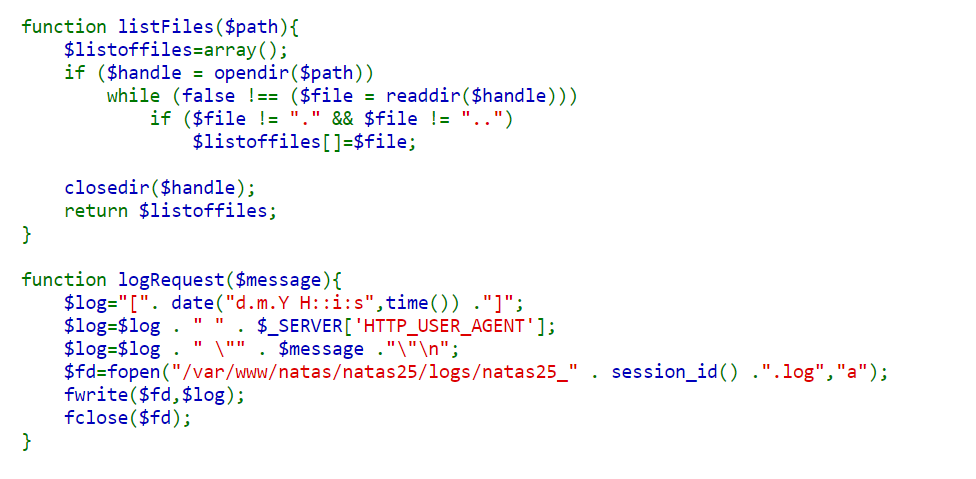 function listFiles($path){
    $listoffiles=array();
    if ($handle = opendir($path))
        while (false !== ($file = readdir($handle)))
            if ($file != "." && $file != "..")
                $listoffiles[]=$file;

    closedir($handle);
    return $listoffiles;
}

function logRequest($message){
    $log="[". date("d.m.Y H::i:s",time()) ."]";
    $log=$log . " " . $_SERVER['HTTP_USER_AGENT'];
    $log=$log . " \"" . $message ."\"\n";
    $fd=fopen("/var/www/natas/natas25/logs/natas25_" . session_id() .".log","a");
    fwrite($fd,$log);
    fclose($fd);
}